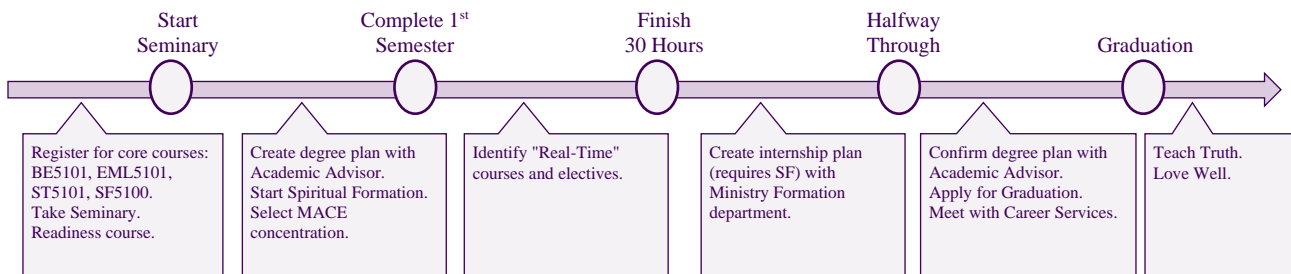 Start
Seminary
Complete 1st
Semester
Finish
30 Hours
Halfway
Through
Graduation
Register for core courses:
BE5101, EML5101,
ST5101, SF5100.
Take Seminary.
Readiness course.
Create degree plan with
Academic Advisor.
Start Spiritual Formation.
Select MACE
concentration.
Identify "Real-Time"
courses and electives.
Create internship plan
(requires SF) with
Ministry Formation
department.
Confirm degree plan with
Academic Advisor.
Apply for Graduation.
Meet with Career Services.
Teach Truth.
Love Well.